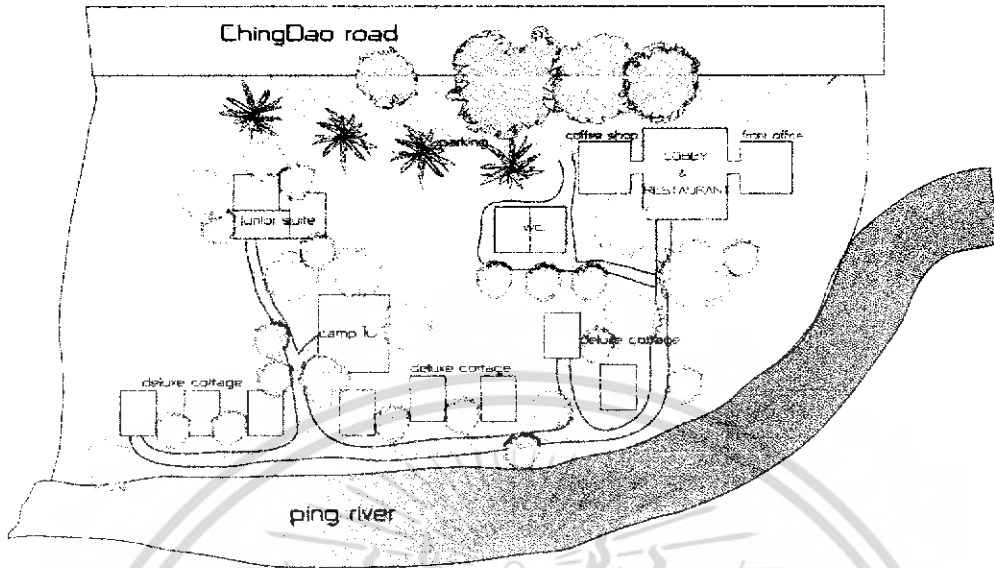 ChingDao road
parking
coffee shop
LOBBY
&
RESTAURANT
front office
junior suite
WC.
camp
deluxe cottage
deluxe cottage
deluxe cottage
ping river